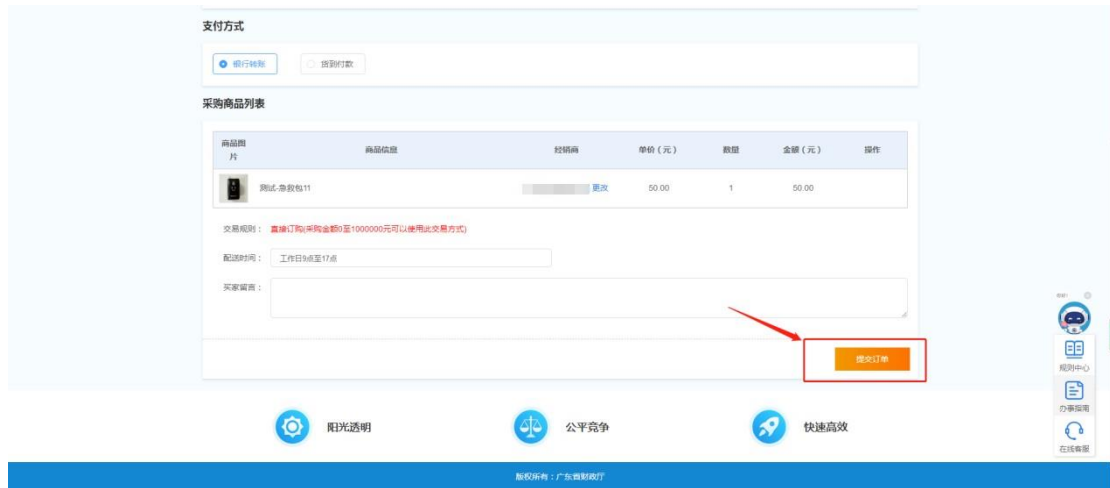 支付方式
银行转账 货到付款
采购商品列表
商品图片 商品信息 经销商 单价（元） 数量 金额（元） 操作
测试-急救包11 更改 50.00 1 50.00
交易规则： 直接订购(采购金额0至1000000元可以使用此交易方式)
配送时间： 工作日9点至17点
买家留言：
提交订单
规则中心
办事指南
在线客服
阳光透明 公平竞争 快速高效
版权所有：广东省财政厅